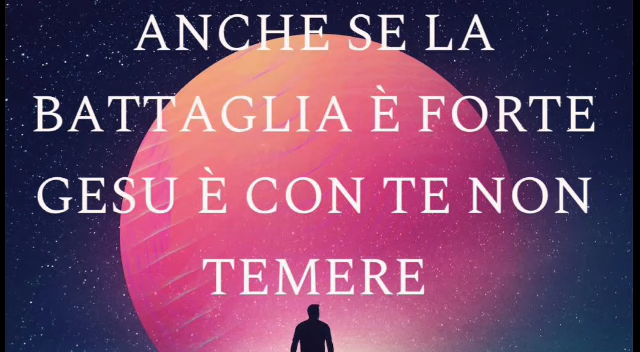 ANCHE SE LA
BATTAGLIA È FORTE
GESU È CON TE NON
TEMERE